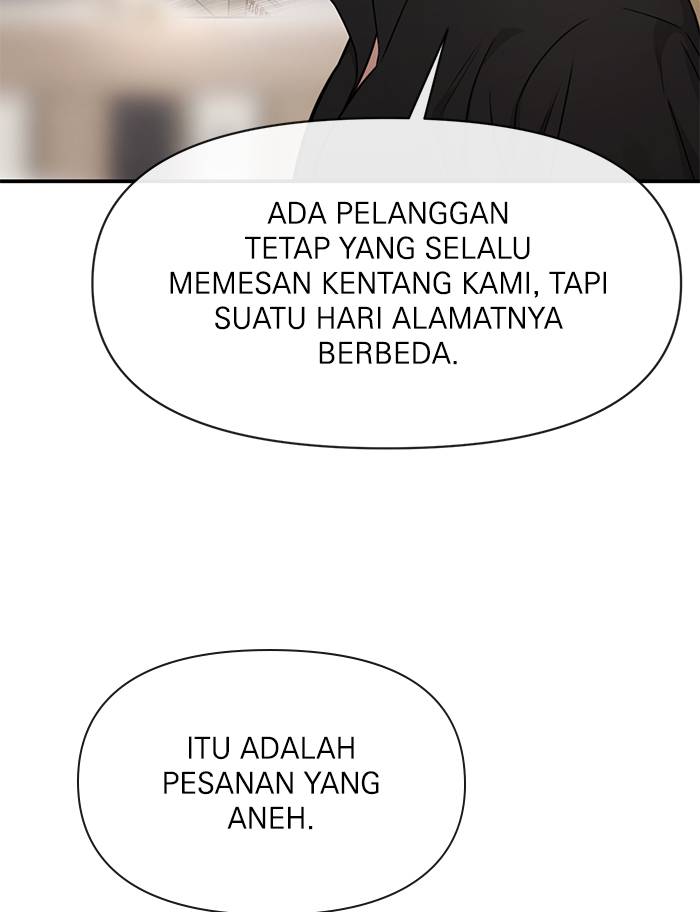 ADA PELANGGAN
TETAP YANG SELALU
MEMESAN KENTANG KAMI, TAPI
SUATU HARI ALAMATNYA
BERBEDA.
ITU ADALAH
PESANAN YANG
ANEH.